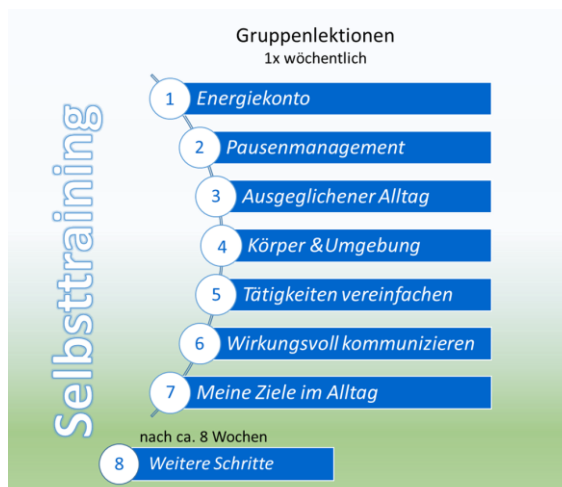 Gruppenlektionen
1x wöchentlich
Selbsttraining
1 Energiekonto
2 Pausenmanagement
3 Ausgeglichener Alltag
4 Körper &Umgebung
5 Tätigkeiten vereinfachen
6 Wirkungsvoll kommunizieren
7 Meine Ziele im Alltag
nach ca. 8 Wochen
8 Weitere Schritte